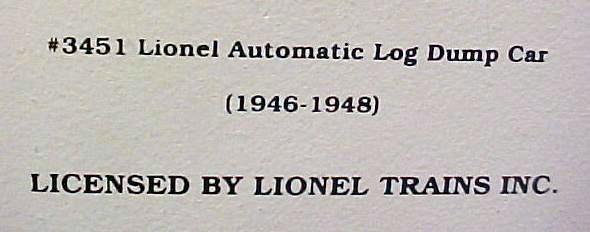 #3451 Lionel Automatic Log Dump Car
(1946-1948)
LICENSED BY LIONEL TRAINS INC.